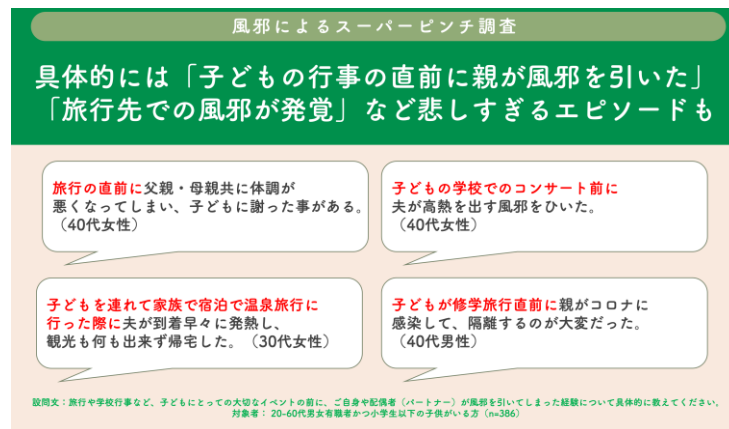 風邪によるスーパーピンチ調査
具体的には「子どもの行事の直前に親が風邪を引いた」
「旅行先での風邪が発覚」など悲しすぎるエピソードも
旅行の直前に父親・母親共に体調が
悪くなってしまい、子どもに謝った事がある。
（40代女性）
子どもの学校でのコンサート前に
夫が高熱を出す風邪をひいた。
（40代女性）
子どもを連れて家族で宿泊で温泉旅行に
行った際に夫が到着早々に発熱し、
観光も何も出来ず帰宅した。（30代女性）
子どもが修学旅行直前に親がコロナに
感染して、隔離するのが大変だった。
（40代男性）
設問文：旅行や学校行事など、子どもにとっての大切なイベントの前に、ご自身や配偶者（パートナー）が風邪を引いてしまった経験について具体的に教えてください。
対象者： 20-60代男女有職者かつ小学生以下の子供がいる方（n=386）